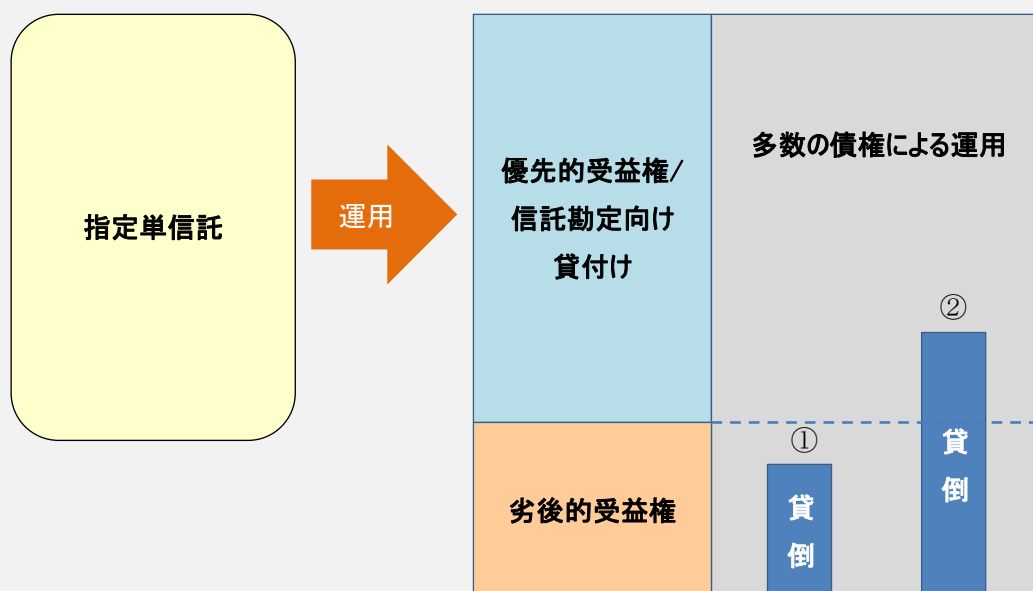 指定単信託
運用
優先的受益権/
信託勘定向け
貸付け
劣後的受益権
多数の債権による運用
①
貸
倒
②
貸
倒